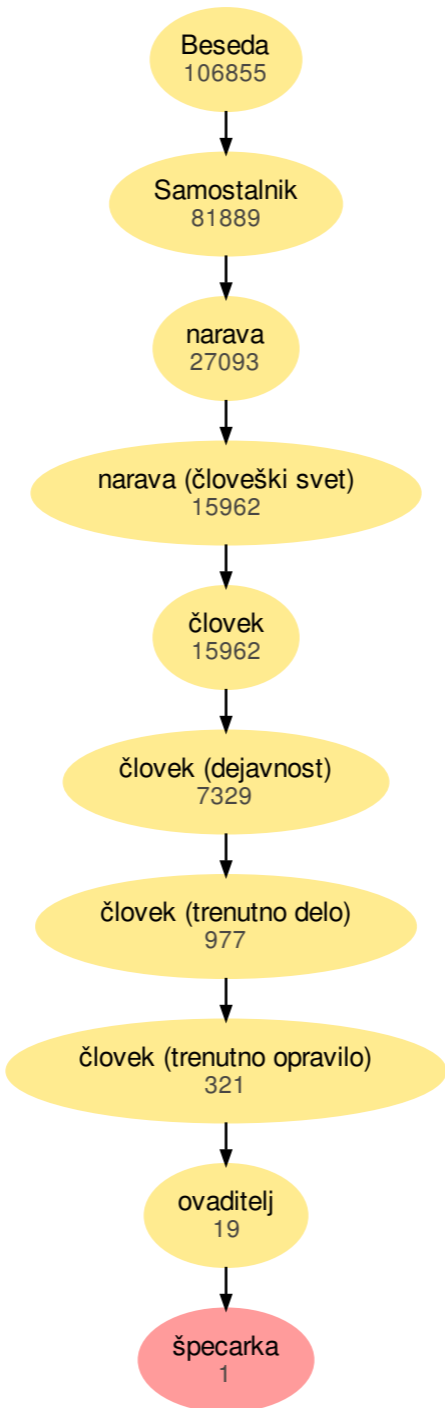 Beseda
106855
Samostalnik
81889
narava
27093
narava (človeški svet)
15962
človek
15962
človek (dejavnost)
7329
človek (trenutno delo)
977
človek (trenutno opravilo)
321
ovaditelj
19
špecarka
1